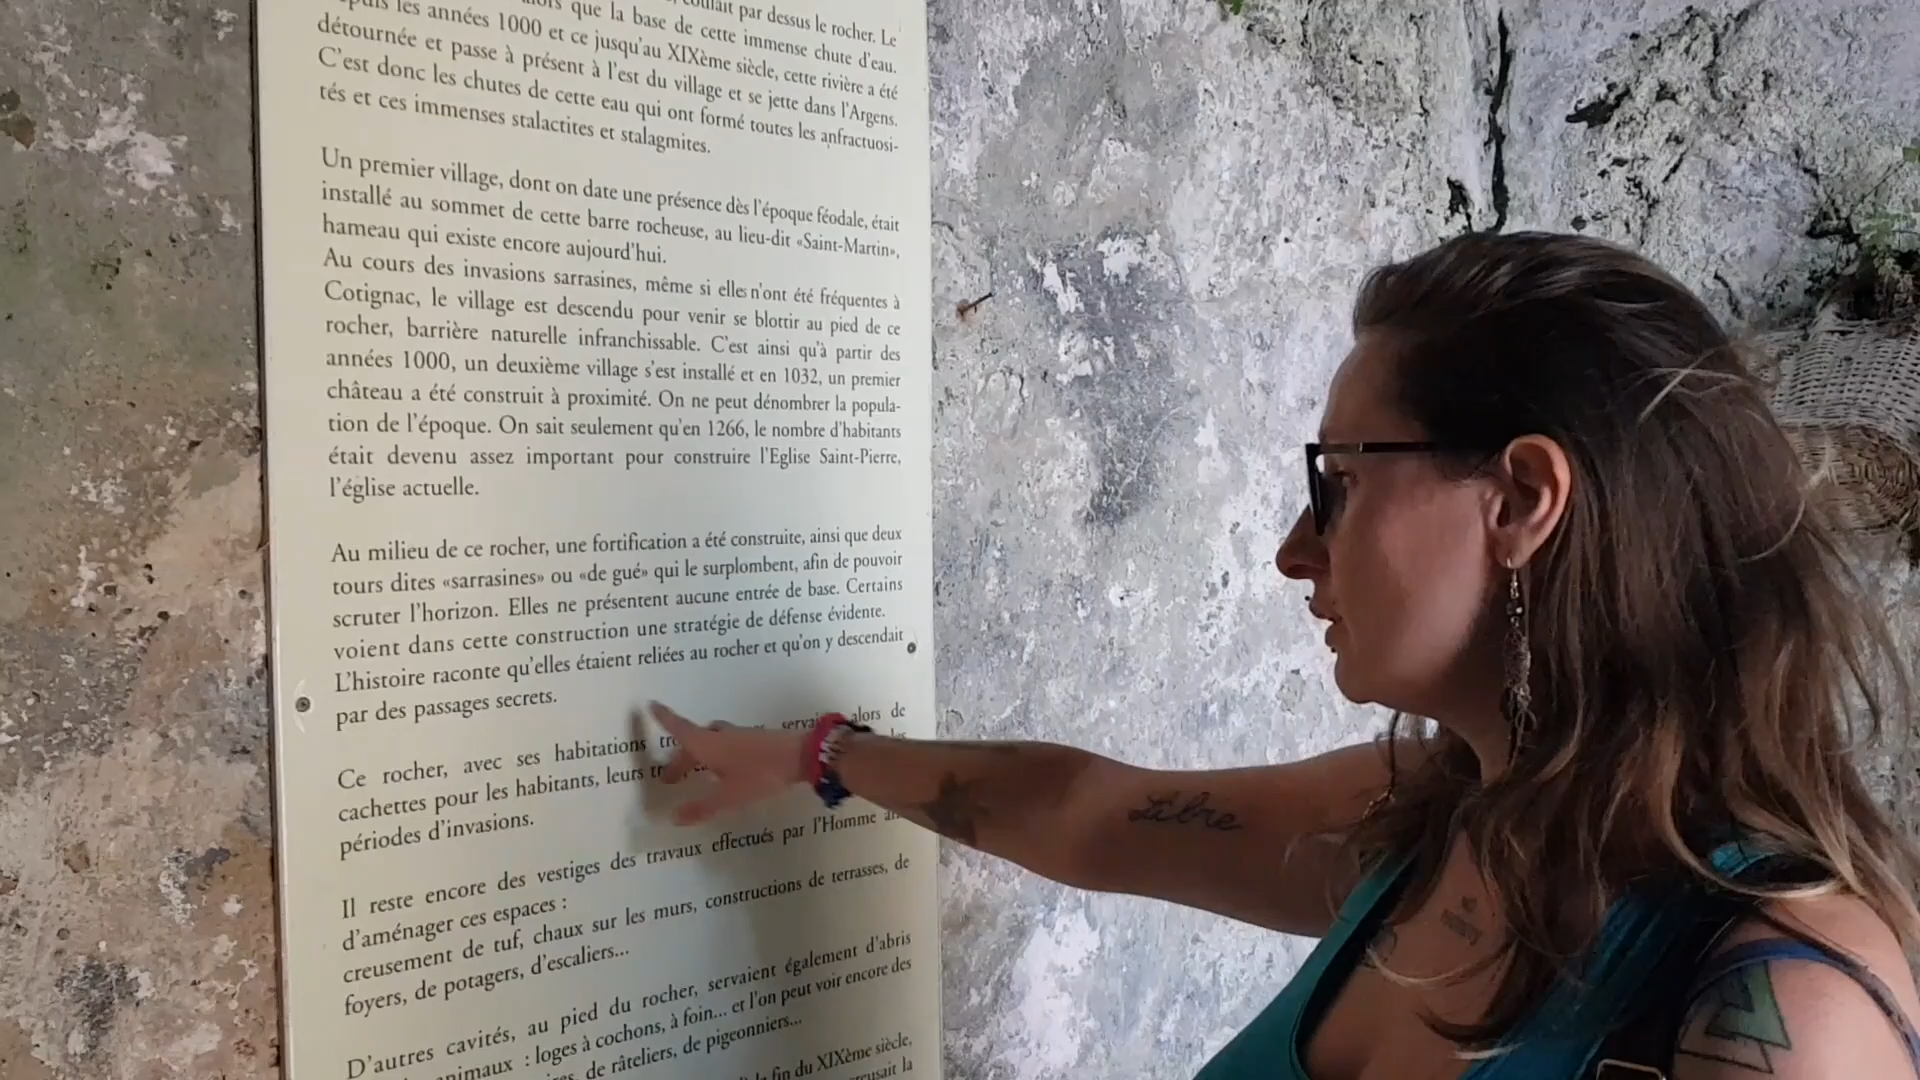 que la base de cette immense chute d'eau. par dessus le rocher. Le
les années 1000 et ce jusqu'au XIXème siècle, cette rivière a été
détournée et passe à présent à l'est du village et se jette dans l'Argens.
C'est donc les chutes de cette eau qui ont formé toutes les anfractuosi-
tés et ces immenses stalactites et stalagmites.
Un premier village, dont on date une présence dès l'époque féodale, était
installé au sommet de cette barre rocheuse, au lieu-dit «Saint-Martin»,
hameau qui existe encore aujourd'hui.
Au cours des invasions sarrasines, même si elles n'ont été fréquentes à
Cotignac, le village est descendu pour venir se blottir au pied de ce
rocher, barrière naturelle infranchissable. C'est ainsi qu'à partir des
années 1000, un deuxième village s'est installé et en 1032, un premier
château a été construit à proximité. On ne peut dénombrer la popula-
tion de l'époque. On sait seulement qu'en 1266, le nombre d'habitants
était devenu assez important pour construire l'Eglise Saint-Pierre,
l'église actuelle.
Au milieu de ce rocher, une fortification a été construite, ainsi que deux
tours dites «sarrasines» ou «de gué» qui le surplombent, afin de pouvoir
scruter l'horizon. Elles ne présentent aucune entrée de base. Certains
voient dans cette construction une stratégie de défense évidente.
L'histoire raconte qu'elles étaient reliées au rocher et qu'on y descendait
par des passages secrets.
Ce rocher, avec ses habitations alors de
cachettes pour les habitants, leurs
périodes d'invasions.
Il reste encore des vestiges des travaux effectués par l'Homme
d'aménager ces espaces :
creusement de tuf, chaux sur les murs, constructions de terrasses, de
foyers, de potagers, d'escaliers...
D'autres cavités, au pied du rocher, servaient également d'abris
animaux : loges à cochons, à foin... et l'on peut voir encore des
de râteliers, de pigeonniers...
fin du XIXème siècle,
la
Libre